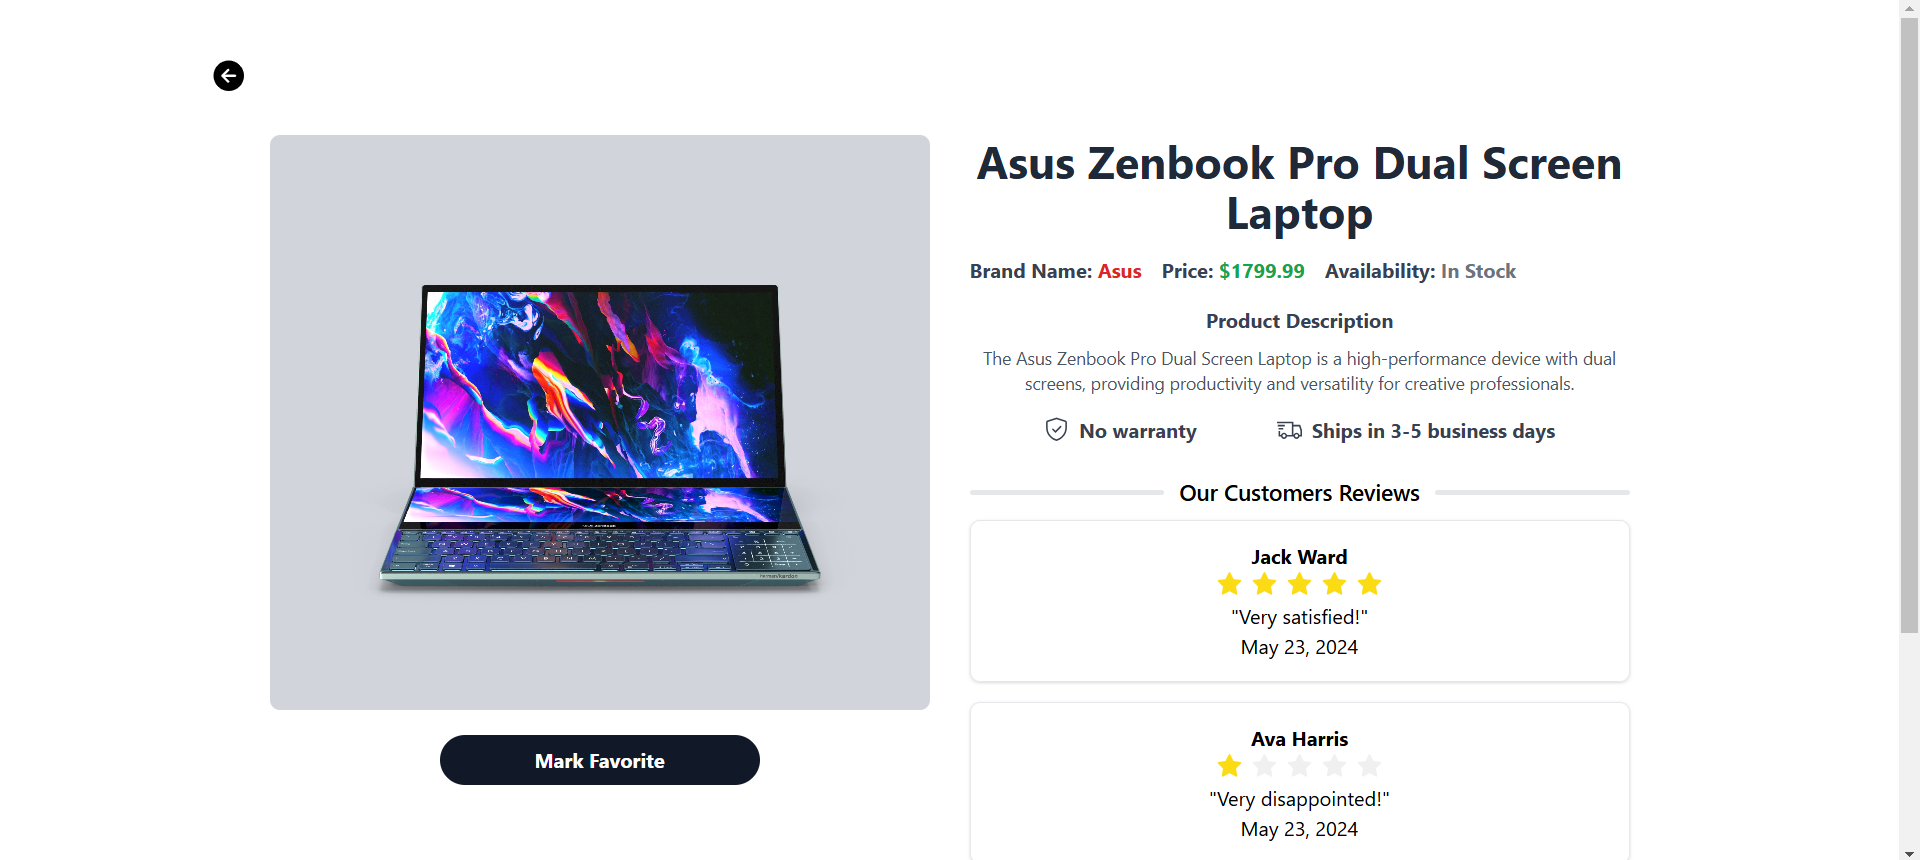 Asus Zenbook Pro Dual Screen
Laptop
Brand Name: Asus Price: $1799.99 Availability: In Stock
Product Description
The Asus Zenbook Pro Dual Screen Laptop is a high-performance device with dual
screens, providing productivity and versatility for creative professionals.
No warranty Ships in 3-5 business days
Our Customers Reviews
Jack Ward
"Very satisfied!"
May 23, 2024
Ava Harris
"Very disappointed!"
May 23, 2024
Mark Favorite
harman/kardon